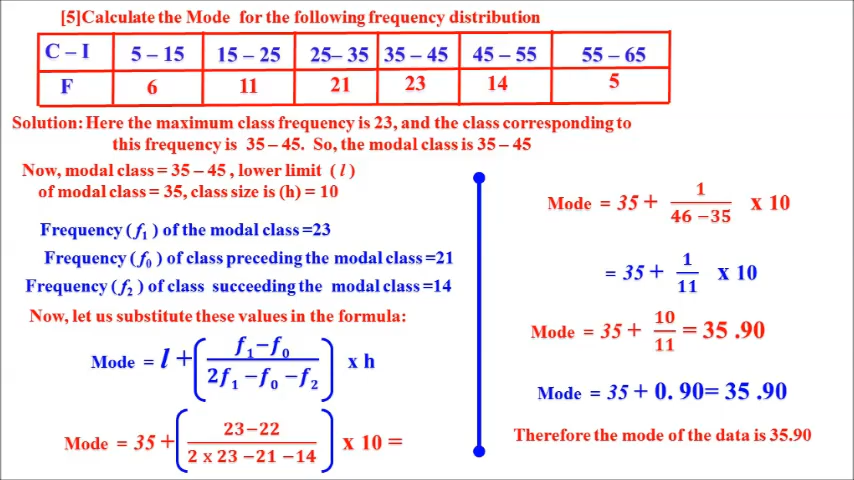 [5]Calculate the Mode for the following frequency distribution
C – I 5 – 15 15 – 25 25– 35 35 – 45 45 – 55 55 – 65
F 6 11 21 23 14 5
Solution: Here the maximum class frequency is 23, and the class corresponding to
this frequency is 35 – 45. So, the modal class is 35 – 45
Now, modal class = 35 – 45 , lower limit ( l )
of modal class = 35, class size is (h) = 10
Frequency ( f₁ ) of the modal class =23
Frequency ( f₀ ) of class preceding the modal class =21
Frequency ( f₂ ) of class succeeding the modal class =14
Now, let us substitute these values in the formula:
Mode = l + ( (f₁ – f₀) / (2f₁ – f₀ – f₂) ) x h
Mode = 35 + ( (23–22) / (2 x 23 –21 –14) ) x 10 =
Mode = 35 + 1 / (46 –35) x 10
= 35 + 1/11 x 10
Mode = 35 + 10/11 = 35 .90
Mode = 35 + 0. 90= 35 .90
Therefore the mode of the data is 35.90